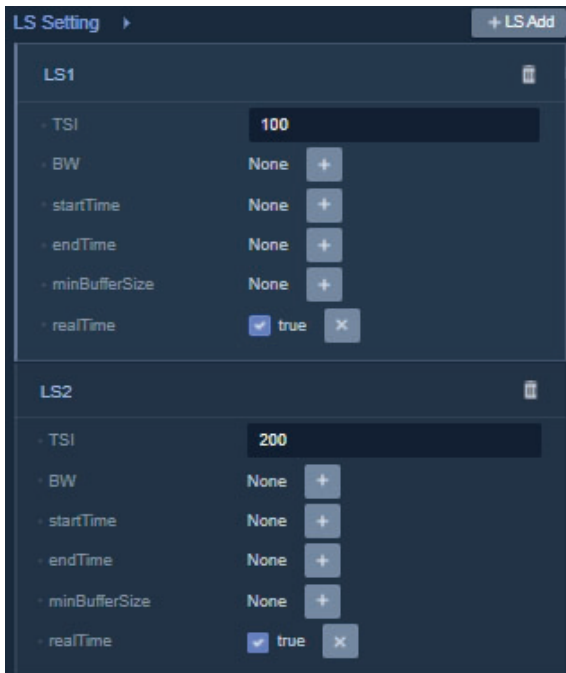 LS Setting + LS Add
LS1
TSI 100
BW None +
startTime None +
endTime None +
minBufferSize None +
realTime true ×
LS2
TSI 200
BW None +
startTime None +
endTime None +
minBufferSize None +
realTime true ×